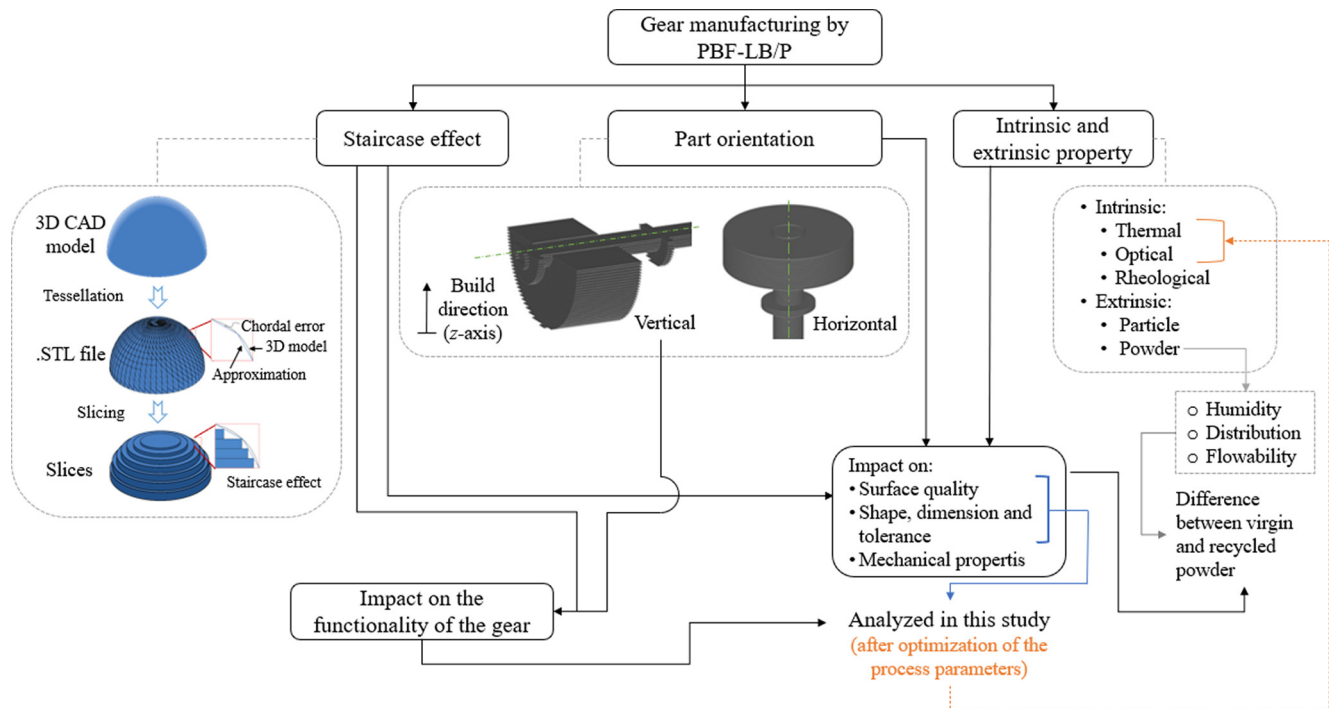 Gear manufacturing by
PBF-LB/P
Staircase effect
Part orientation
Intrinsic and
extrinsic property
3D CAD
model
Tessellation
.STL file
Chordal error
3D model
Approximation
Slicing
Slices
Staircase effect
Build
direction
(z-axis)
Vertical
Horizontal
• Intrinsic:
• Thermal
• Optical
• Rheological
• Extrinsic:
• Particle
• Powder
○ Humidity
○ Distribution
○ Flowability
Difference
between virgin
and recycled
powder
Impact on:
• Surface quality
• Shape, dimension and
tolerance
• Mechanical propertis
Impact on the
functionality of the gear
Analyzed in this study
(after optimization of the
process parameters)